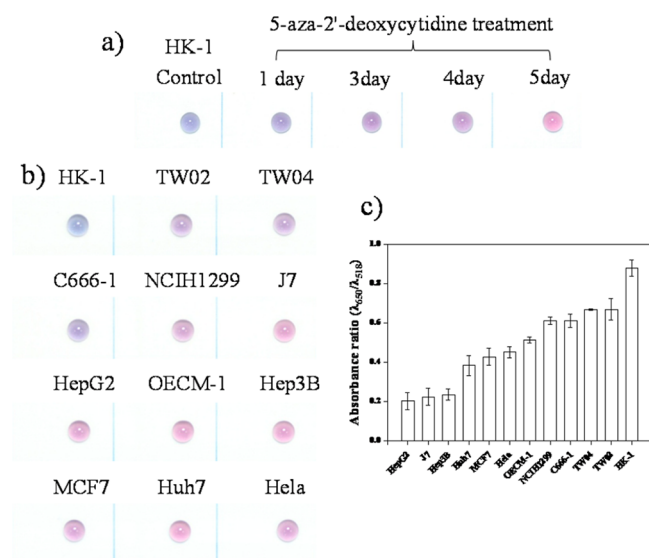 a)
HK-1
Control
5-aza-2'-deoxycytidine treatment
1 day
3day
4day
5day
b)
HK-1 TW02 TW04
C666-1 NCIH1299 J7
HepG2 OECM-1 Hep3B
MCF7 Huh7 Hela
c)
Absorbance ratio (λ650/λ518)
1.0
0.8
0.6
0.4
0.2
0.0
HepG2
J7
Hep3B
Huh7
MCF7
Hela
OECM-1
NCIH1299
C666-1
TW04
TW02
HK-1